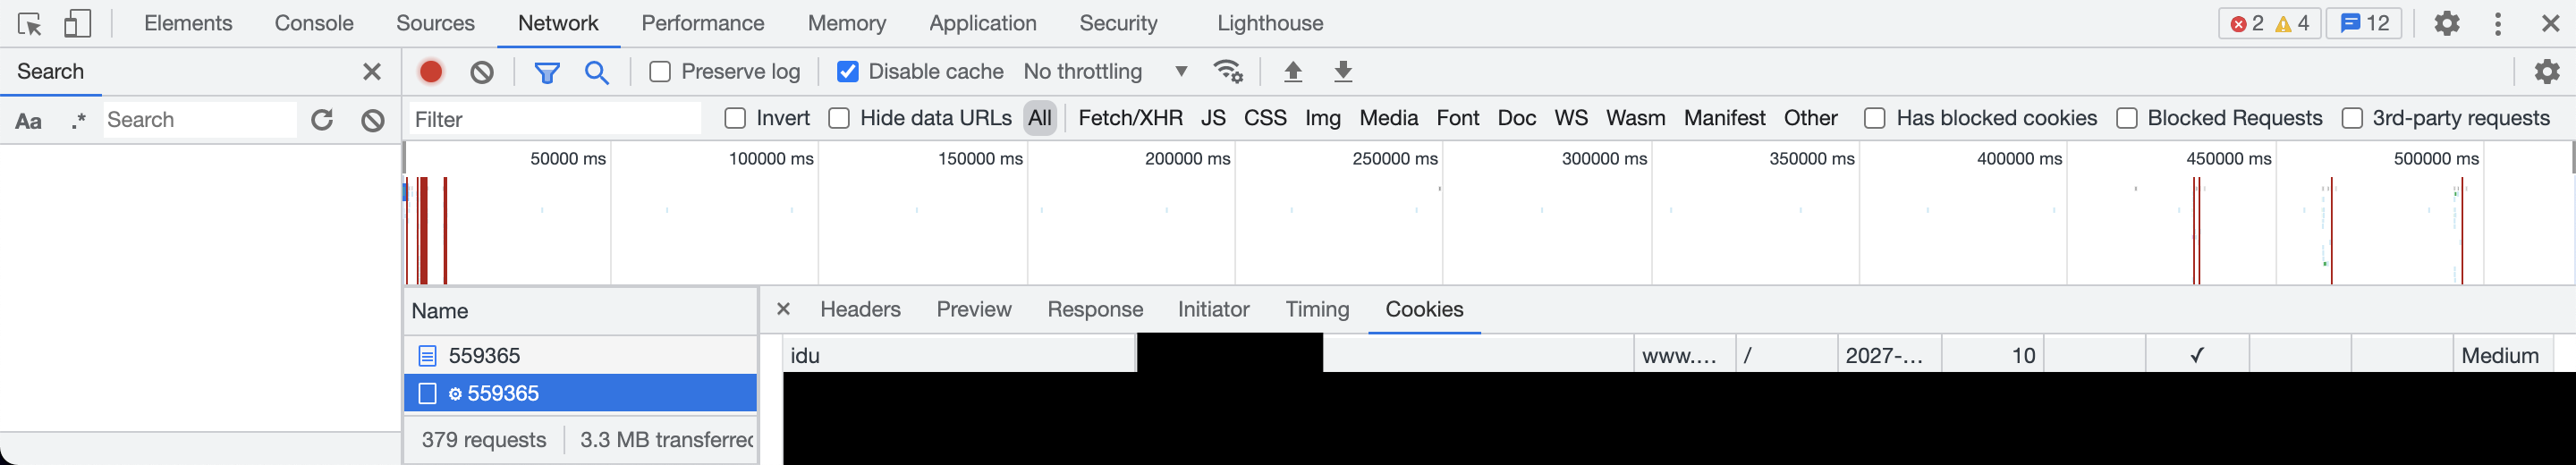 Elements Console Sources Network Performance Memory Application Security Lighthouse 2 4 12
Search Preserve log Disable cache No throttling
Aa .* Search Filter Invert Hide data URLs All Fetch/XHR JS CSS Img Media Font Doc WS Wasm Manifest Other Has blocked cookies Blocked Requests 3rd-party requests
50000 ms 100000 ms 150000 ms 200000 ms 250000 ms 300000 ms 350000 ms 400000 ms 450000 ms 500000 ms
Name Headers Preview Response Initiator Timing Cookies
559365 idu www.… / 2027-… 10 ✓ Medium
559365
379 requests 3.3 MB transferred